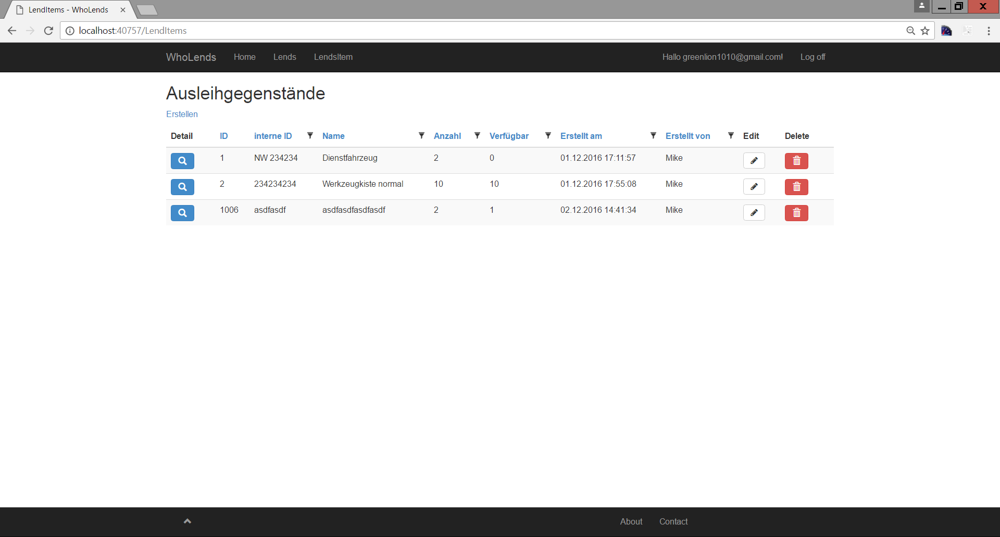 LendItems - WhoLends
localhost:40757/LendItems
WhoLends Home Lends LendsItem Hallo greenlion1010@gmail.com! Log off
Ausleihgegenstände
Erstellen
Detail ID interne ID Name Anzahl Verfügbar Erstellt am Erstellt von Edit Delete
1 NW 234234 Dienstfahrzeug 2 0 01.12.2016 17:11:57 Mike
2 234234234 Werkzeugkiste normal 10 10 01.12.2016 17:55:08 Mike
1006 asdfasdf asdfasdfasdfasdf 2 1 02.12.2016 14:41:34 Mike
About Contact